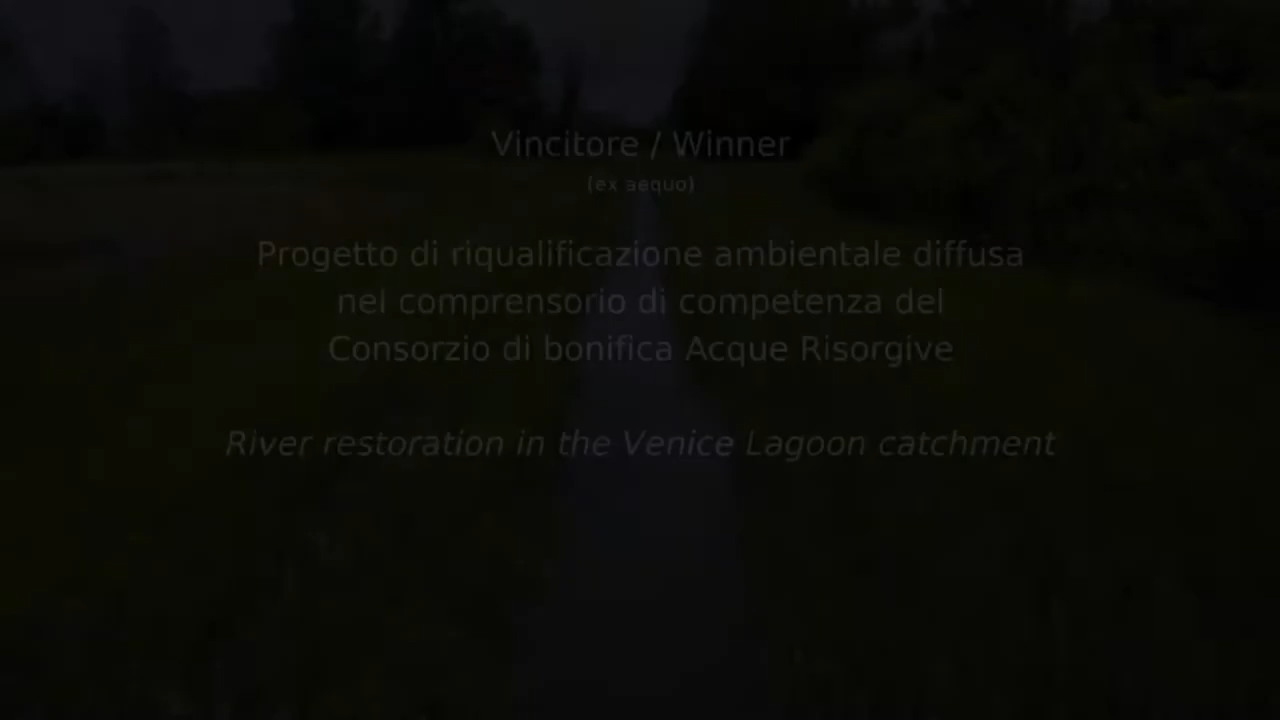 Vincitore / Winner
(ex aequo)
Progetto di riqualificazione ambientale diffusa
nel comprensorio di competenza del
Consorzio di bonifica Acque Risorgive
River restoration in the Venice Lagoon catchment